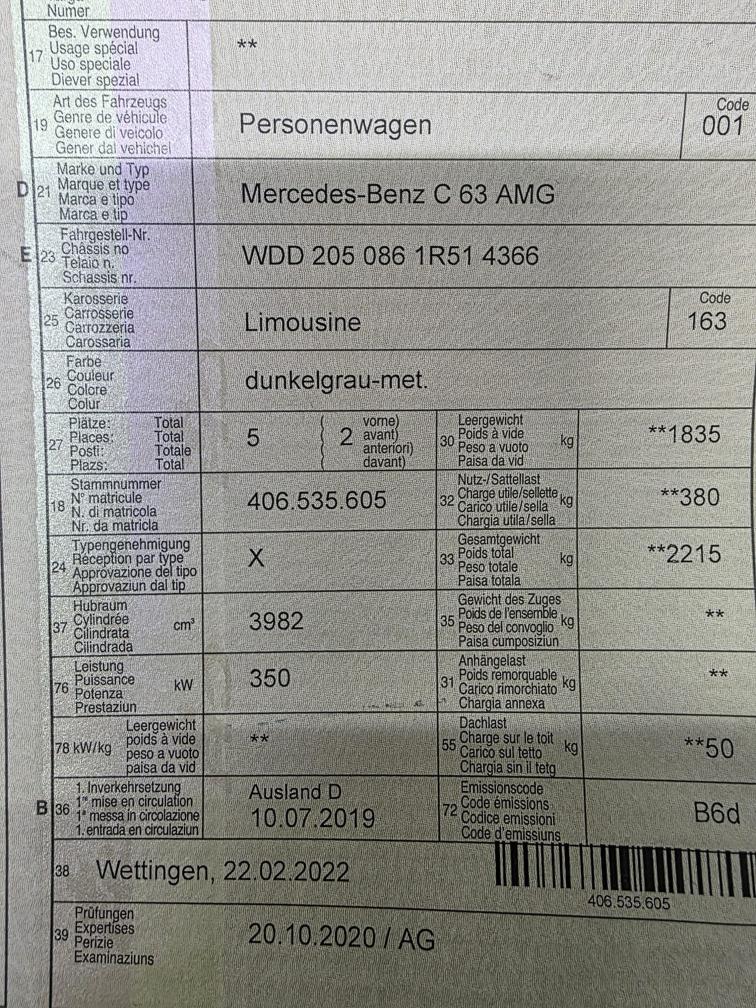 Numer
17 Bes. Verwendung
Usage spécial
Uso speciale
Diever spezial
**
19 Art des Fahrzeugs
Genre de véhicule
Genere di veicolo
Gener dal vehichel
Personenwagen
Code
001
D 21 Marke und Typ
Marque et type
Marca e tipo
Marca e tip
Mercedes-Benz C 63 AMG
E 23 Fahrgestell-Nr.
Châssis no
Telaio n.
Schassis nr.
WDD 205 086 1R51 4366
25 Karosserie
Carrosserie
Carrozzeria
Carossaria
Limousine
Code
163
26 Farbe
Couleur
Colore
Colur
dunkelgrau-met.
27 Plätze: Total
Places: Total
Posti: Totale
Plazs: Total
5 ( 2 vorne)
avant)
anteriori)
davant)
30 Leergewicht
Poids à vide
Peso a vuoto
Paisa da vid
kg
**1835
18 Stammnummer
N° matricule
N. di matricola
Nr. da matricla
406.535.605
32 Nutz-/Sattellast
Charge utile/sellette
Carico utile/sella
Chargia utila/sella
kg
**380
24 Typengenehmigung
Réception par type
Approvazione del tipo
Approvaziun dal tip
X
33 Gesamtgewicht
Poids total
Peso totale
Paisa totala
kg
**2215
37 Hubraum
Cylindrée
Cilindrata
Cilindrada
cm³
3982
35 Gewicht des Zuges
Poids de l'ensemble
Peso del convoglio
Paisa cumposiziun
kg
**
76 Leistung
Puissance
Potenza
Prestaziun
kW
350
31 Anhängelast
Poids remorquable
Carico rimorchiato
Chargia annexa
kg
**
78 kW/kg Leergewicht
poids à vide
peso a vuoto
paisa da vid
**
55 Dachlast
Charge sur le toit
Carico sul tetto
Chargia sin il tetg
kg
**50
B 36 1. Inverkehrsetzung
1re mise en circulation
1a messa in circolazione
1. entrada en circulaziun
Ausland D
10.07.2019
72 Emissionscode
Code émissions
Codice emissioni
Code d'emissiuns
B6d
38 Wettingen, 22.02.2022
406.535.605
39 Prüfungen
Expertises
Perizie
Examinaziuns
20.10.2020 / AG